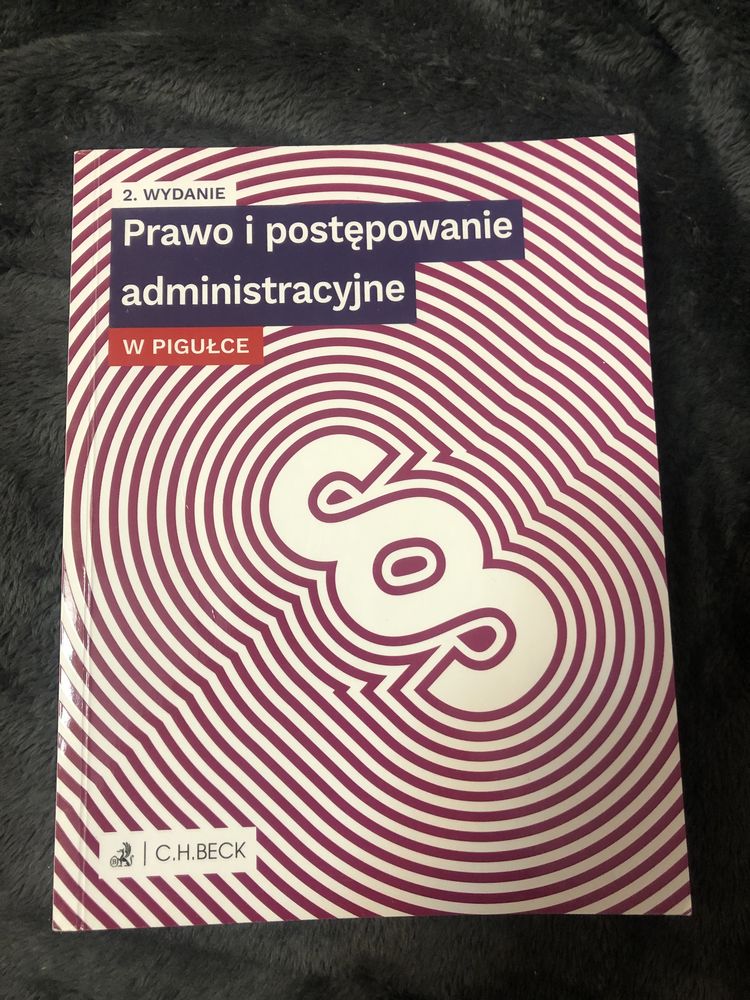 2. WYDANIE
Prawo i postępowanie
administracyjne
W PIGUŁCE
§
C.H.BECK